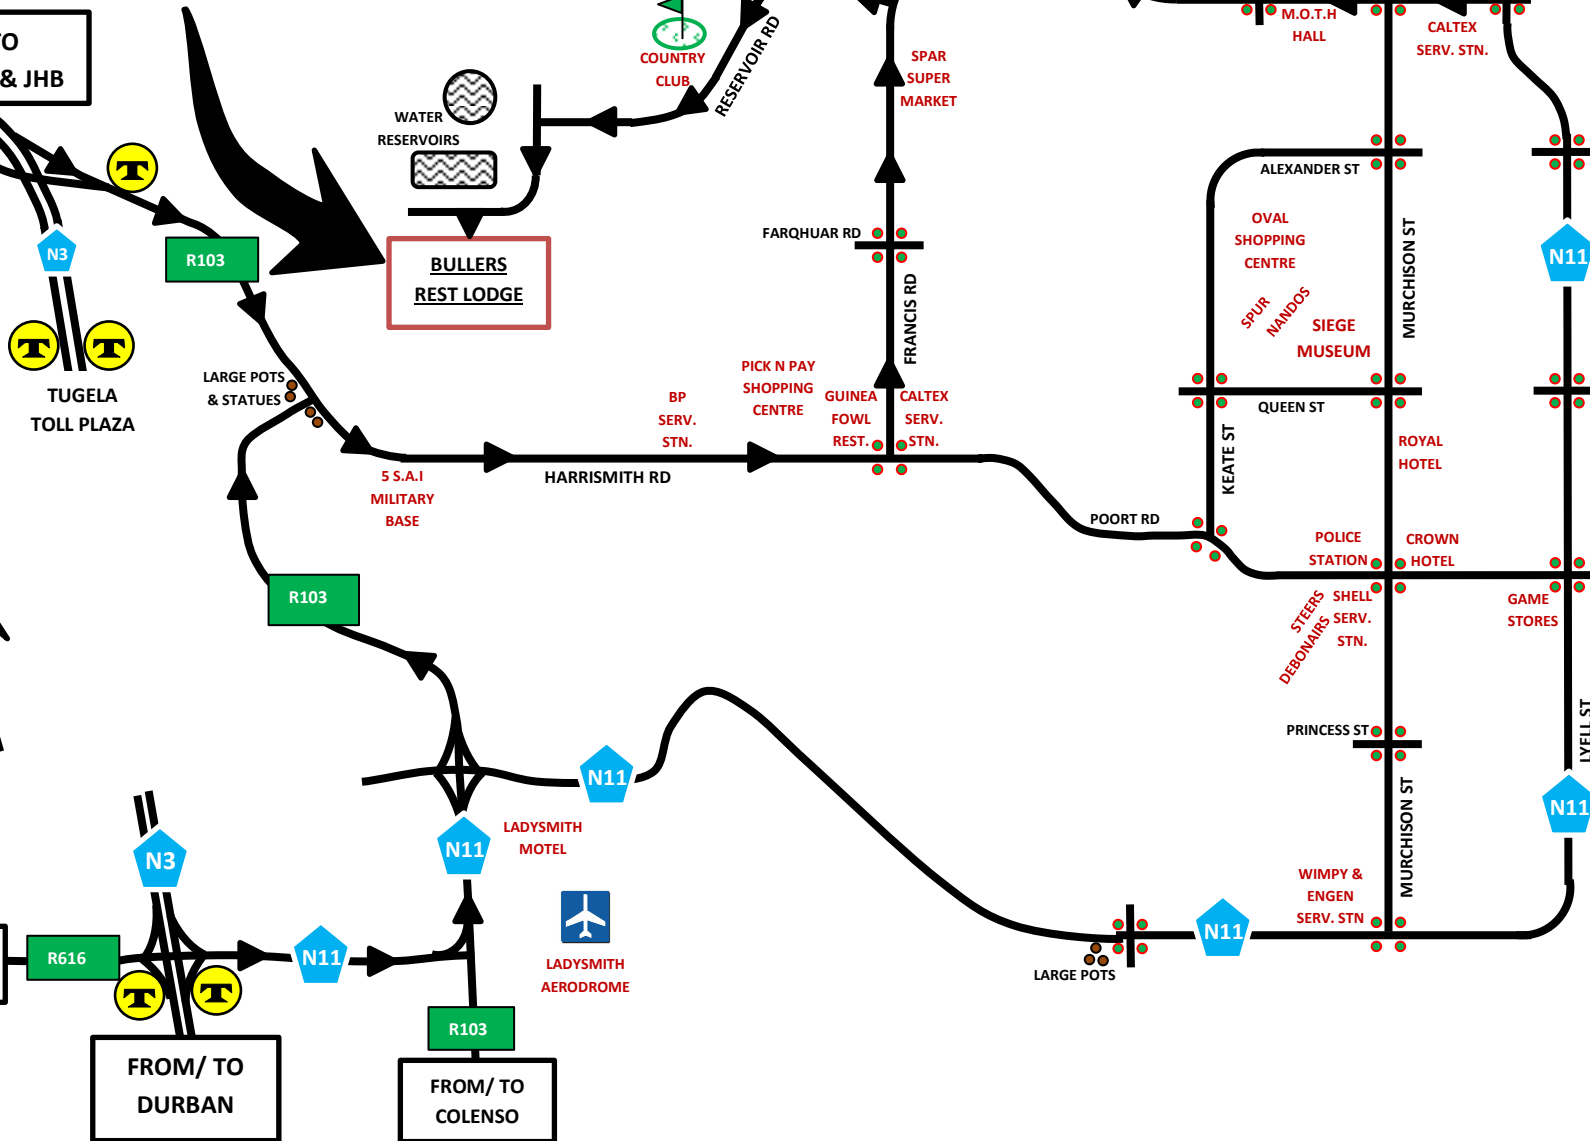 TO
& JHB
COUNTRY
CLUB
RESERVOIR RD
WATER
RESERVOIRS
SPAR
SUPER
MARKET
M.O.T.H
HALL
CALTEX
SERV. STN.
T
N3
R103
T
T
TUGELA
TOLL PLAZA
BULLERS
REST LODGE
LARGE POTS
& STATUES
FARQHUAR RD
FRANCIS RD
ALEXANDER ST
MURCHISON ST
OVAL
SHOPPING
CENTRE
SPUR
NANDOS
SIEGE
MUSEUM
N11
PICK N PAY
SHOPPING
CENTRE
BP
SERV.
STN.
GUINEA
FOWL
REST.
CALTEX
SERV.
STN.
QUEEN ST
KEATE ST
ROYAL
HOTEL
5 S.A.I
MILITARY
BASE
HARRISMITH RD
POORT RD
POLICE
STATION
CROWN
HOTEL
STEERS
DEBONAIRS
SHELL
SERV.
STN.
GAME
STORES
R103
PRINCESS ST
LYELL ST
N11
N11
LADYSMITH
MOTEL
N11
N3
MURCHISON ST
WIMPY &
ENGEN
SERV. STN
N11
R616
N11
T
T
LADYSMITH
AERODROME
LARGE POTS
R103
FROM/ TO
DURBAN
FROM/ TO
COLENSO